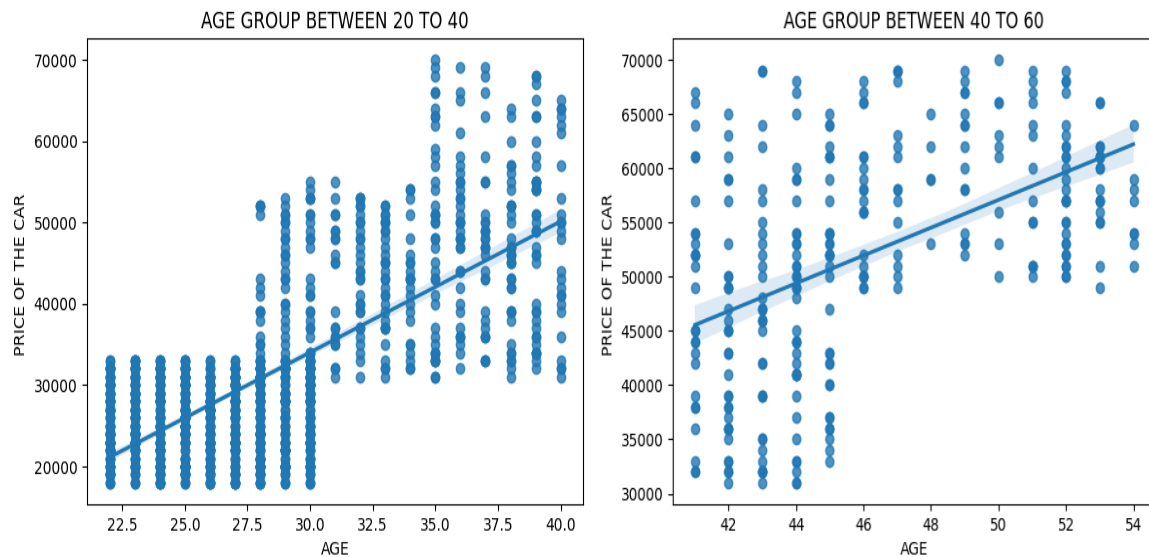 AGE GROUP BETWEEN 20 TO 40
PRICE OF THE CAR
70000
60000
50000
40000
30000
20000
22.5 25.0 27.5 30.0 32.5 35.0 37.5 40.0
AGE
AGE GROUP BETWEEN 40 TO 60
PRICE OF THE CAR
70000
65000
60000
55000
50000
45000
40000
35000
30000
42 44 46 48 50 52 54
AGE